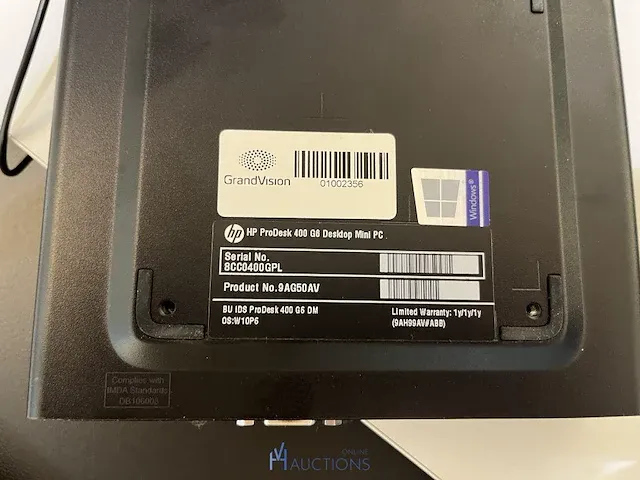 GrandVision
01002356
Windows®
hp HP ProDesk 400 G6 Desktop Mini PC
Serial No.
8CC0400GPL
Product No.9AG50AV
BU IDS ProDesk 400 G6 DM
OS:W10P6
Limited Warranty: 1y/1y/1y
(9AH99AV#ABB)
Complies with
IMDA Standards
ONLINE
AUCTIONS